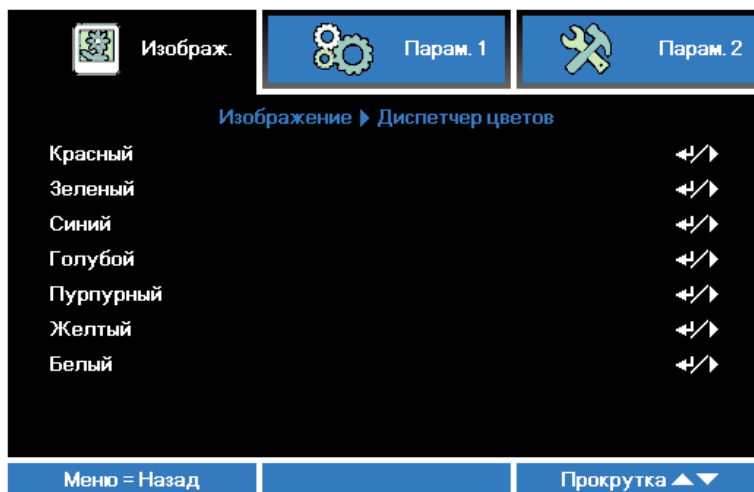 Изображ. Парам. 1 Парам. 2
Изображение ▶ Диспетчер цветов
Красный
Зеленый
Синий
Голубой
Пурпурный
Желтый
Белый
Меню = Назад Прокрутка ▲▼